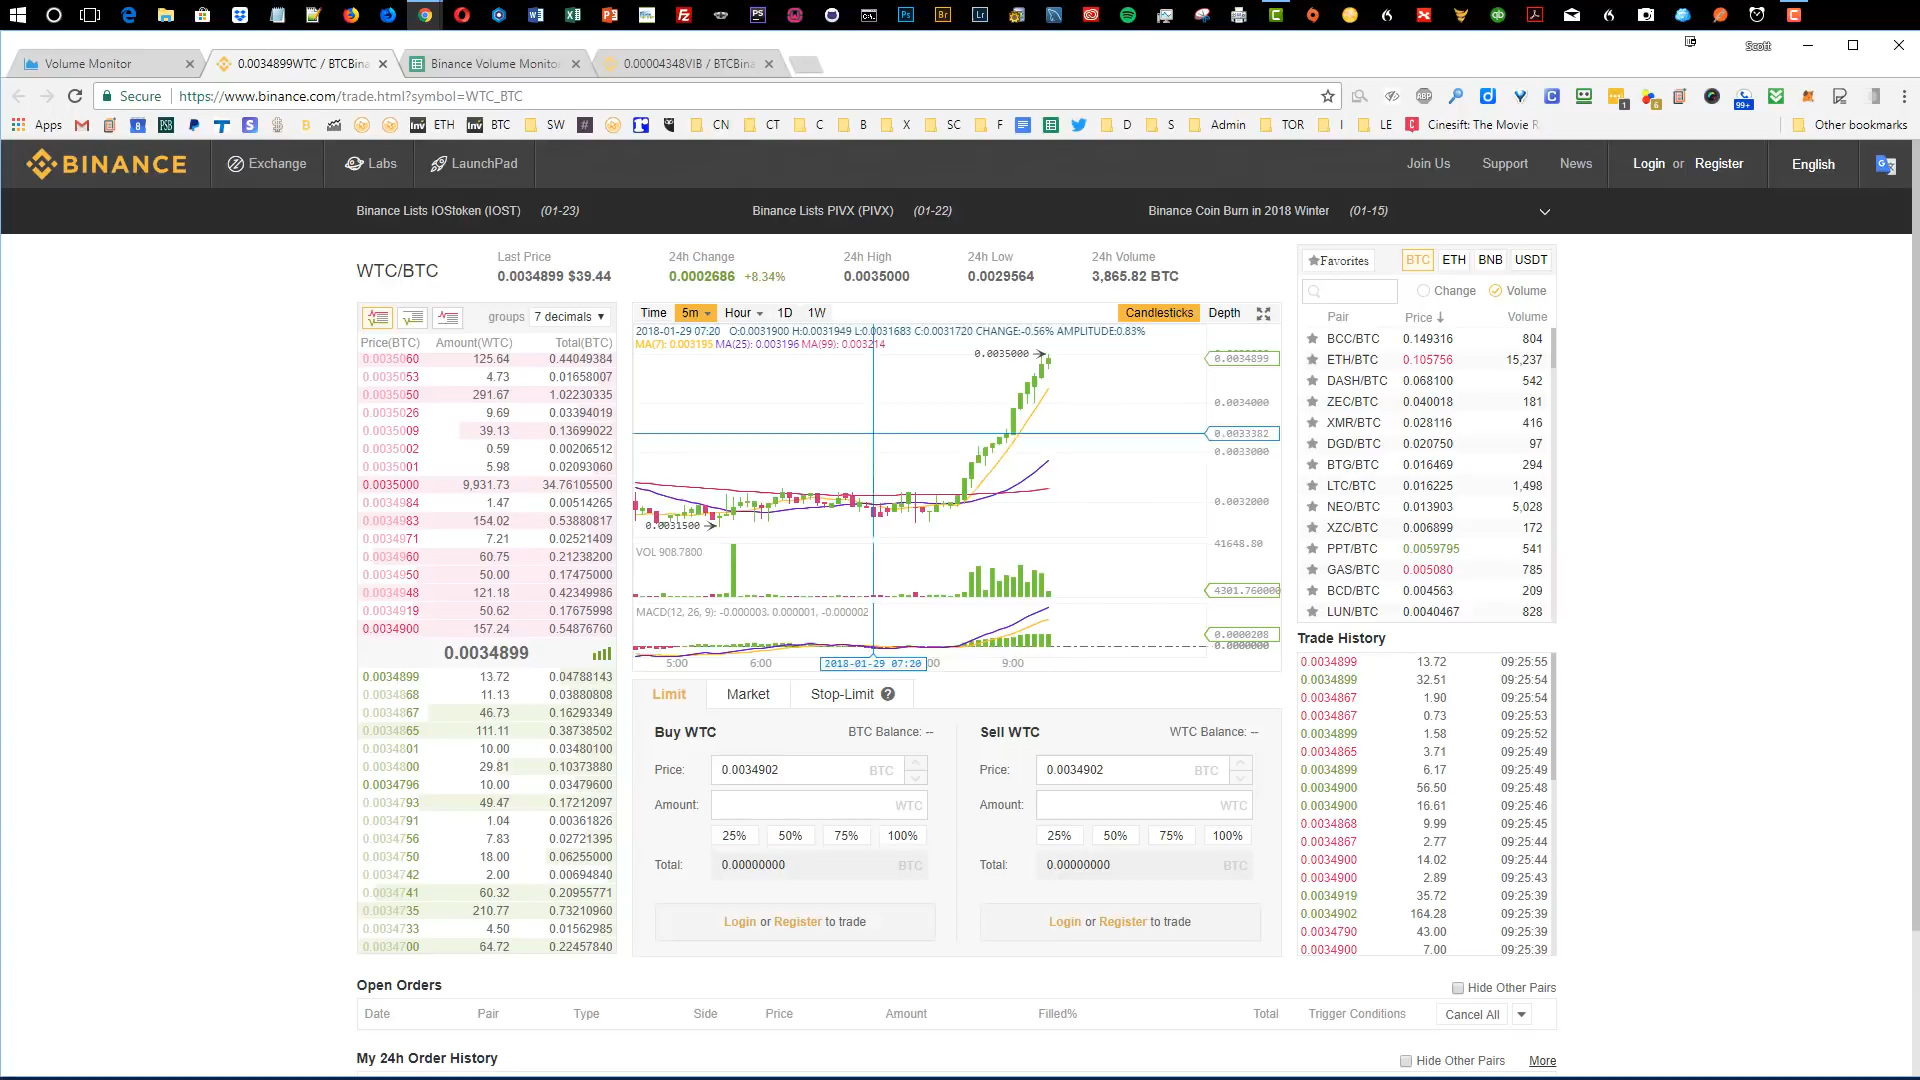 Scott
Volume Monitor
0.0034899WTC / BTCBina
Binance Volume Monito
0.00004348VIB / BTCBin
Secure
https://www.binance.com/trade.html?symbol=WTC_BTC
Apps ETH BTC SW CN CT C B X SC F D S Admin TOR I LE Cinesift: The Movie R Other bookmarks
BINANCE Exchange Labs LaunchPad Join Us Support News Login or Register English
Binance Lists IOStoken (IOST) (01-23) Binance Lists PIVX (PIVX) (01-22) Binance Coin Burn in 2018 Winter (01-15)
WTC/BTC
Last Price 24h Change 24h High 24h Low 24h Volume
0.0034899 $39.44 0.0002686 +8.34% 0.0035000 0.0029564 3,865.82 BTC
groups 7 decimals
Price(BTC) Amount(WTC) Total(BTC)
0.0035060 125.64 0.44049384
0.0035053 4.73 0.01658007
0.0035050 291.67 1.02230335
0.0035026 9.69 0.03394019
0.0035009 39.13 0.13699022
0.0035002 0.59 0.00206512
0.0035001 5.98 0.02093060
0.0035000 9,931.73 34.76105500
0.0034984 1.47 0.00514265
0.0034983 154.02 0.53880817
0.0034971 7.21 0.02521409
0.0034960 60.75 0.21238200
0.0034950 50.00 0.17475000
0.0034948 121.18 0.42349986
0.0034919 50.62 0.17675998
0.0034900 157.24 0.54876760
0.0034899
0.0034899 13.72 0.04788143
0.0034868 11.13 0.03880808
0.0034867 46.73 0.16293349
0.0034865 111.11 0.38738502
0.0034801 10.00 0.03480100
0.0034800 29.81 0.10373880
0.0034796 10.00 0.03479600
0.0034793 49.47 0.17212097
0.0034791 1.04 0.00361826
0.0034756 7.83 0.02721395
0.0034750 18.00 0.06255000
0.0034742 2.00 0.00694840
0.0034741 60.32 0.20955771
0.0034735 210.77 0.73210960
0.0034733 4.50 0.01562985
0.0034700 64.72 0.22457840
Time 5m Hour 1D 1W Candlesticks Depth
2018-01-29 07:20 O:0.0031900 H:0.0031949 L:0.0031683 C:0.0031720 CHANGE:-0.56% AMPLITUDE:0.83%
MA(7): 0.003195 MA(25): 0.003196 MA(99): 0.003214
0.0035000
0.0034899
0.0034000
0.0033382
0.0033000
0.0032000
0.0031500
41648.80
VOL 908.7800
4301.760000
MACD(12, 26, 9): -0.000003, 0.000001, -0.000002
0.0000208
0.0000000
5:00 6:00 2018-01-29 07:20 9:00
Limit Market Stop-Limit ?
Buy WTC BTC Balance: --
Price: 0.0034902 BTC
Amount: WTC
25% 50% 75% 100%
Total: 0.00000000 BTC
Login or Register to trade
Sell WTC WTC Balance: --
Price: 0.0034902 BTC
Amount: WTC
25% 50% 75% 100%
Total: 0.00000000 BTC
Login or Register to trade
Favorites BTC ETH BNB USDT
Change Volume
Pair Price Volume
BCC/BTC 0.149316 804
ETH/BTC 0.105756 15,237
DASH/BTC 0.068100 542
ZEC/BTC 0.040018 181
XMR/BTC 0.028116 416
DGD/BTC 0.020750 97
BTG/BTC 0.016469 294
LTC/BTC 0.016225 1,498
NEO/BTC 0.013903 5,028
XZC/BTC 0.006899 172
PPT/BTC 0.0059795 541
GAS/BTC 0.005080 785
BCD/BTC 0.004563 209
LUN/BTC 0.0040467 828
Trade History
0.0034899 13.72 09:25:55
0.0034899 32.51 09:25:54
0.0034867 1.90 09:25:54
0.0034867 0.73 09:25:53
0.0034899 1.58 09:25:52
0.0034865 3.71 09:25:49
0.0034899 6.17 09:25:49
0.0034900 56.50 09:25:48
0.0034900 16.61 09:25:46
0.0034868 9.99 09:25:45
0.0034867 2.77 09:25:44
0.0034900 14.02 09:25:44
0.0034900 2.89 09:25:43
0.0034919 35.72 09:25:39
0.0034902 164.28 09:25:39
0.0034790 43.00 09:25:39
0.0034900 7.00 09:25:39
Open Orders Hide Other Pairs
Date Pair Type Side Price Amount Filled% Total Trigger Conditions Cancel All
My 24h Order History Hide Other Pairs More